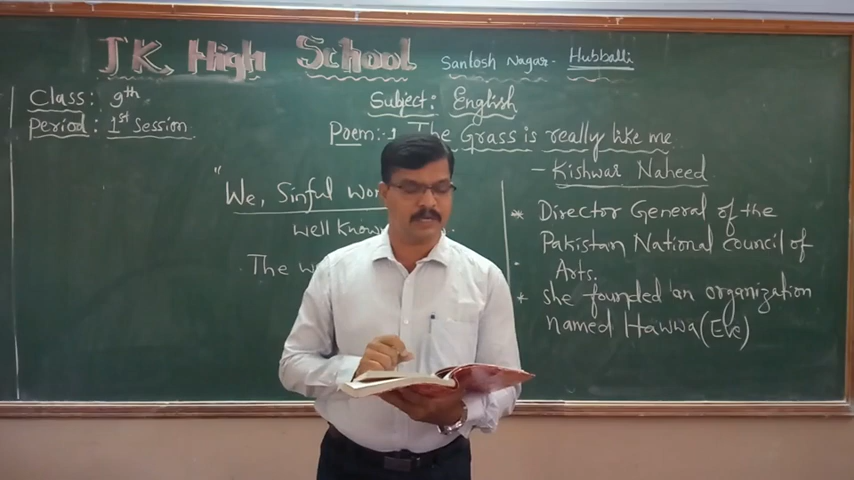 JK High School Santosh Nagar- Hubballi
Class: 9th
Subject: English
Period: 1st Session
Poem:-1 The Grass is really like me
- Kishwar Naheed
"We, Sinful
well
The
* Director General of the
Pakistan National council of
Arts.
* she founded an organization
named Hawwa (Eve)